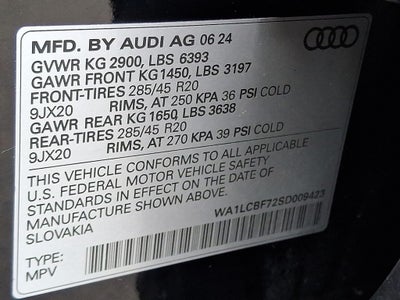 MFD. BY AUDI AG 06 24
GVWR KG 2900, LBS 6393
GAWR FRONT KG 1450, LBS 3197
FRONT-TIRES 285/45 R20
9JX20 RIMS, AT 250 KPA 36 PSI COLD
GAWR REAR KG 1650, LBS 3638
REAR-TIRES 285/45 R20
9JX20 RIMS, AT 270 KPA 39 PSI COLD
THIS VEHICLE CONFORMS TO ALL APPLICABLE
U.S. FEDERAL MOTOR VEHICLE SAFETY
STANDARDS IN EFFECT ON THE DATE OF
MANUFACTURE SHOWN ABOVE.
SLOVAKIA
WA1LCBF72SD009423
TYPE:
MPV